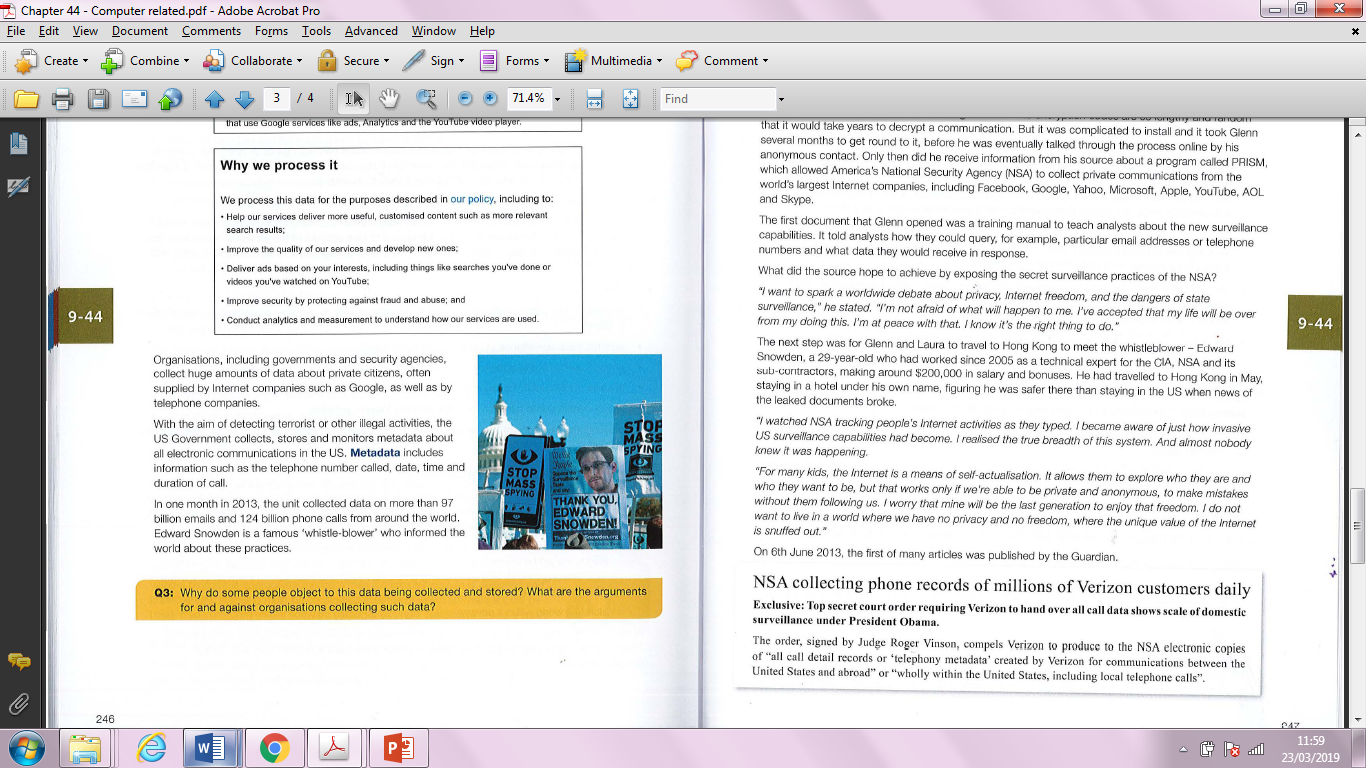 Chapter 44 - Computer related.pdf - Adobe Acrobat Pro
File Edit View Document Comments Forms Tools Advanced Window Help
Create Combine Collaborate Secure Sign Forms Multimedia Comment
3 / 4 71.4% Find
that use Google services like ads, Analytics and the YouTube video player.
Why we process it
We process this data for the purposes described in our policy, including to:
• Help our services deliver more useful, customised content such as more relevant
search results;
• Improve the quality of our services and develop new ones;
• Deliver ads based on your interests, including things like searches you've done or
videos you've watched on YouTube;
• Improve security by protecting against fraud and abuse; and
• Conduct analytics and measurement to understand how our services are used.
9-44
Organisations, including governments and security agencies,
collect huge amounts of data about private citizens, often
supplied by Internet companies such as Google, as well as by
telephone companies.
With the aim of detecting terrorist or other illegal activities, the
US Government collects, stores and monitors metadata about
all electronic communications in the US. Metadata includes
information such as the telephone number called, date, time and
duration of call.
In one month in 2013, the unit collected data on more than 97
billion emails and 124 billion phone calls from around the world.
Edward Snowden is a famous 'whistle-blower' who informed the
world about these practices.
STOP
MASS
SPYING
THANK YOU,
EDWARD
SNOWDEN!
STOP
MASS
SPYING
Q3: Why do some people object to this data being collected and stored? What are the arguments
for and against organisations collecting such data?
246
that it would take years to decrypt a communication. But it was complicated to install and it took Glenn
several months to get round to it, before he was eventually talked through the process online by his
anonymous contact. Only then did he receive information from his source about a program called PRISM,
which allowed America's National Security Agency (NSA) to collect private communications from the
world's largest Internet companies, including Facebook, Google, Yahoo, Microsoft, Apple, YouTube, AOL
and Skype.
The first document that Glenn opened was a training manual to teach analysts about the new surveillance
capabilities. It told analysts how they could query, for example, particular email addresses or telephone
numbers and what data they would receive in response.
What did the source hope to achieve by exposing the secret surveillance practices of the NSA?
"I want to spark a worldwide debate about privacy, Internet freedom, and the dangers of state
surveillance," he stated. "I'm not afraid of what will happen to me. I've accepted that my life will be over
from my doing this. I'm at peace with that. I know it's the right thing to do."
The next step was for Glenn and Laura to travel to Hong Kong to meet the whistleblower – Edward
Snowden, a 29-year-old who had worked since 2005 as a technical expert for the CIA, NSA and its
sub-contractors, making around $200,000 in salary and bonuses. He had travelled to Hong Kong in May,
staying in a hotel under his own name, figuring he was safer there than staying in the US when news of
the leaked documents broke.
"I watched NSA tracking people's Internet activities as they typed. I became aware of just how invasive
US surveillance capabilities had become. I realised the true breadth of this system. And almost nobody
knew it was happening.
"For many kids, the Internet is a means of self-actualisation. It allows them to explore who they are and
who they want to be, but that works only if we're able to be private and anonymous, to make mistakes
without them following us. I worry that mine will be the last generation to enjoy that freedom. I do not
want to live in a world where we have no privacy and no freedom, where the unique value of the Internet
is snuffed out."
On 6th June 2013, the first of many articles was published by the Guardian.
9-44
NSA collecting phone records of millions of Verizon customers daily
Exclusive: Top secret court order requiring Verizon to hand over all call data shows scale of domestic
surveillance under President Obama.
The order, signed by Judge Roger Vinson, compels Verizon to produce to the NSA electronic copies
of "all call detail records or 'telephony metadata' created by Verizon for communications between the
United States and abroad" or "wholly within the United States, including local telephone calls".
11:59
23/03/2019